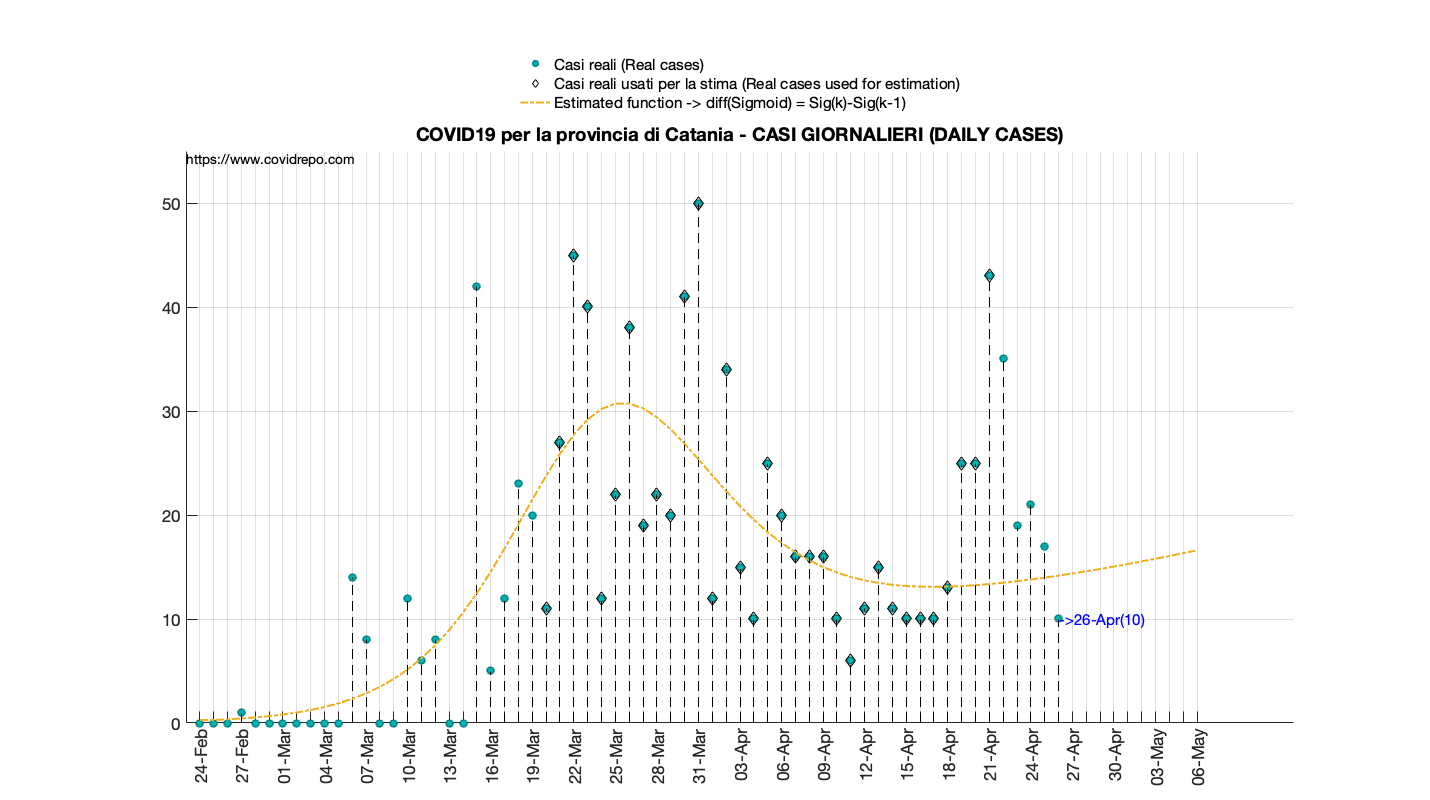 Casi reali (Real cases)
Casi reali usati per la stima (Real cases used for estimation)
Estimated function -> diff(Sigmoid) = Sig(k)-Sig(k-1)
COVID19 per la provincia di Catania - CASI GIORNALIERI (DAILY CASES)
https://www.covidrepo.com
50
40
30
20
10
0
->26-Apr(10)
24-Feb
27-Feb
01-Mar
04-Mar
07-Mar
10-Mar
13-Mar
16-Mar
19-Mar
22-Mar
25-Mar
28-Mar
31-Mar
03-Apr
06-Apr
09-Apr
12-Apr
15-Apr
18-Apr
21-Apr
24-Apr
27-Apr
30-Apr
03-May
06-May